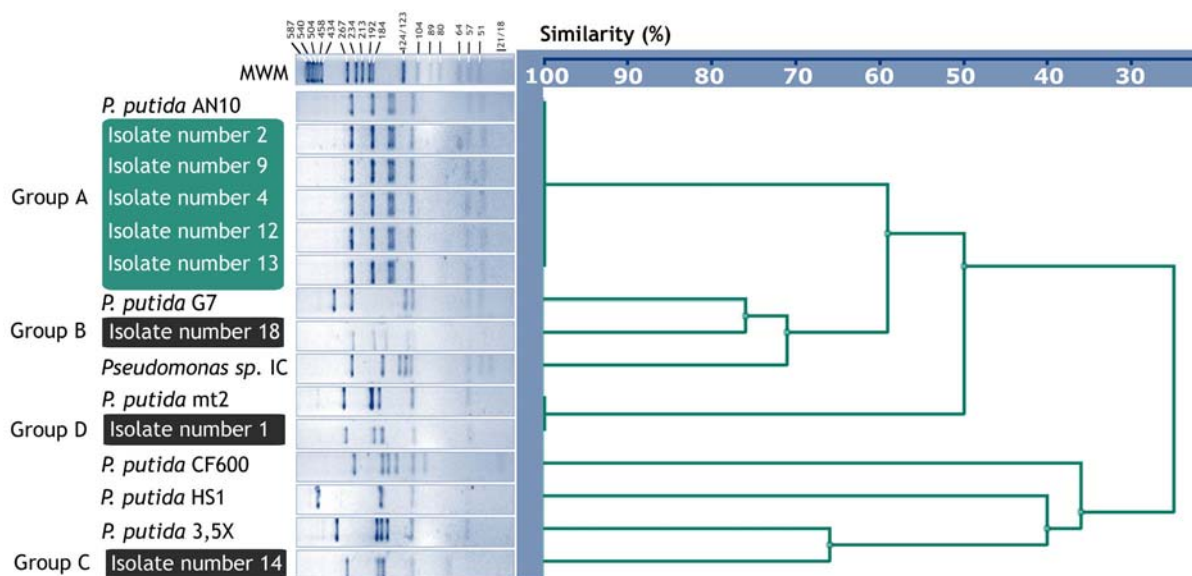 587 540 504 458 434 267 234 213 192 184 124/123 104 89 80 64 57 51 21/18
Similarity (%)
MWM
100 90 80 70 60 50 40 30
P. putida AN10
Isolate number 2
Isolate number 9
Group A
Isolate number 4
Isolate number 12
Isolate number 13
P. putida G7
Group B
Isolate number 18
Pseudomonas sp. IC
P. putida mt2
Group D
Isolate number 1
P. putida CF600
P. putida HS1
P. putida 3,5X
Group C
Isolate number 14